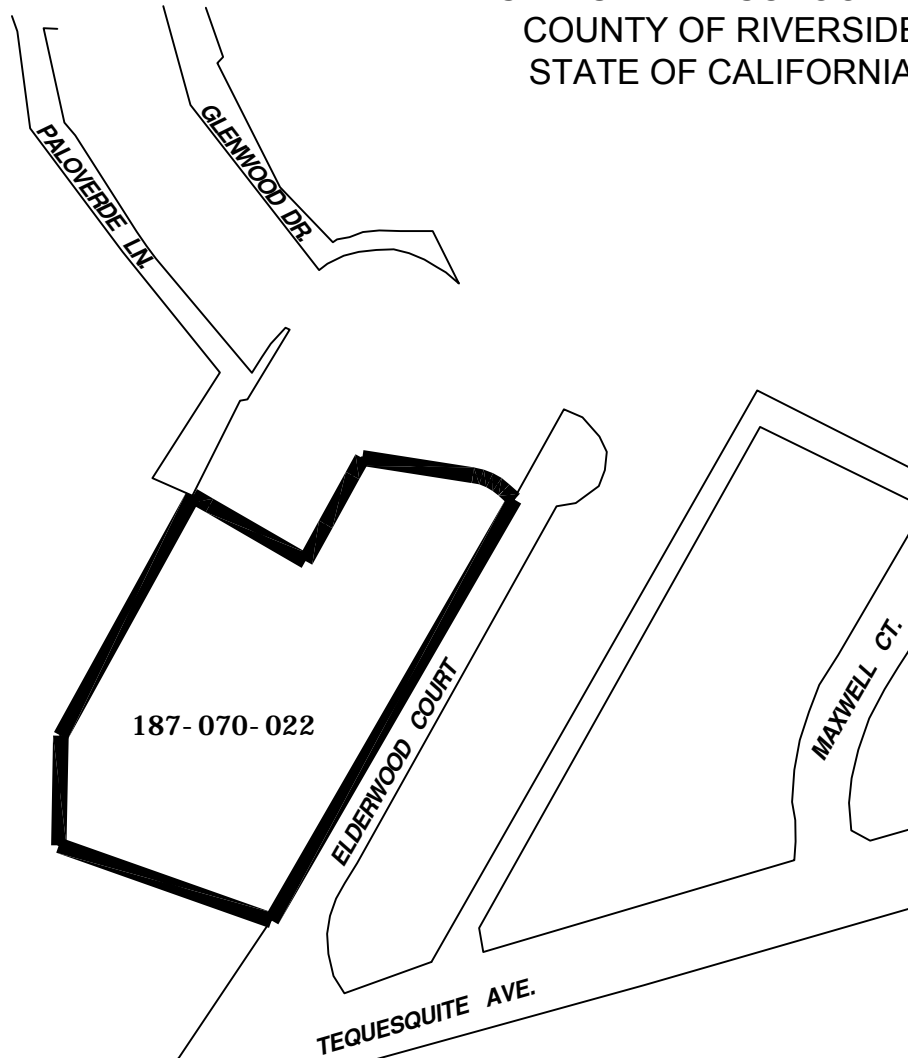 COUNTY OF RIVERSIDE
STATE OF CALIFORNIA
PALOVERDE LN.
GLENWOOD DR.
187-070-022
ELDERWOOD COURT
MAXWELL CT.
TEQUESQUITE AVE.